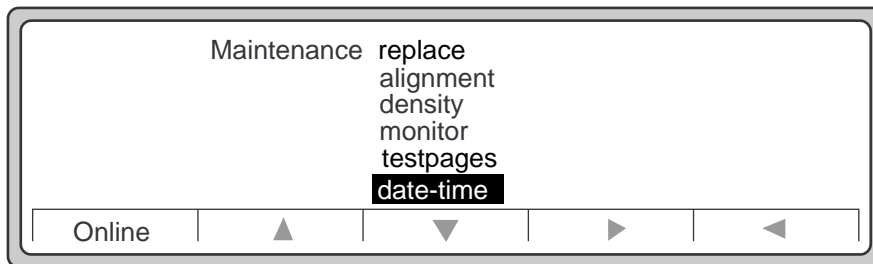 Maintenance replace
alignment
density
monitor
testpages
date-time
Online